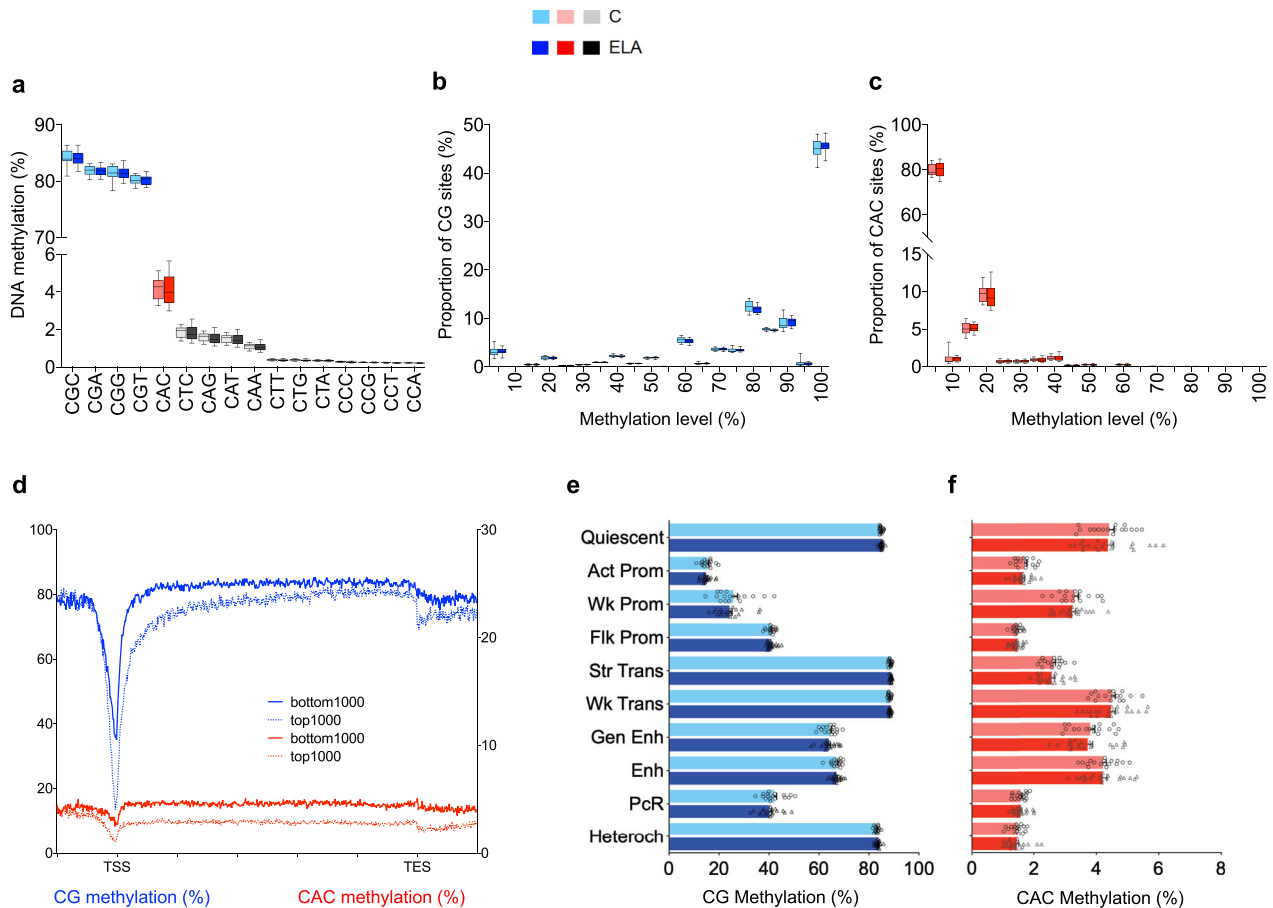 C
ELA
a
b
c
DNA methylation (%)
90
80
70
6
4
2
0
CGC CGA CGG CGT CAC CTC CAG CAT CAA CTT CTG CTA CCC CCG CCT CCA
Proportion of CG sites (%)
50
40
30
20
10
0
10 20 30 40 50 60 70 80 90 100
Methylation level (%)
Proportion of CAC sites (%)
100
80
60
15
10
5
0
10 20 30 40 50 60 70 80 90 100
Methylation level (%)
d
e
f
100
80
60
40
20
0
30
20
10
0
bottom1000
top1000
bottom1000
top1000
TSS TES
CG methylation (%) CAC methylation (%)
Quiescent
Act Prom
Wk Prom
Flk Prom
Str Trans
Wk Trans
Gen Enh
Enh
PcR
Heteroch
0 20 40 60 80 100
CG Methylation (%)
0 2 4 6 8
CAC Methylation (%)